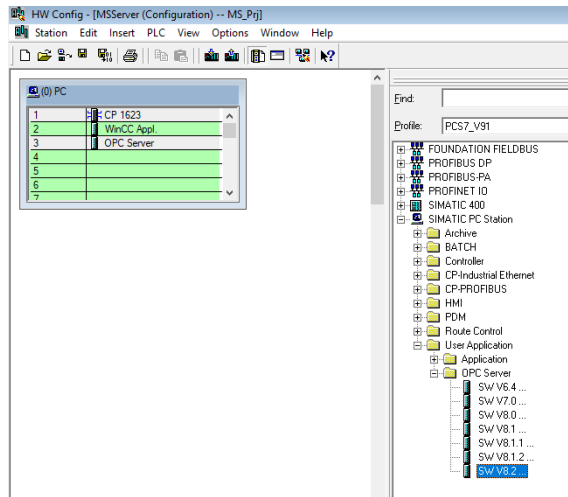 HW Config - [MSServer (Configuration) -- MS_Prj]
Station Edit Insert PLC View Options Window Help
(0) PC
1 CP 1623
2 WinCC Appl.
3 OPC Server
4
5
6
7
Find:
Profile: PCS7_V91
FOUNDATION FIELDBUS
PROFIBUS DP
PROFIBUS-PA
PROFINET IO
SIMATIC 400
SIMATIC PC Station
Archive
BATCH
Controller
CP-Industrial Ethernet
CP-PROFIBUS
HMI
PDM
Route Control
User Application
Application
OPC Server
SW V6.4 ...
SW V7.0 ...
SW V8.0 ...
SW V8.1 ...
SW V8.1.1 ...
SW V8.1.2 ...
SW V8.2 ...